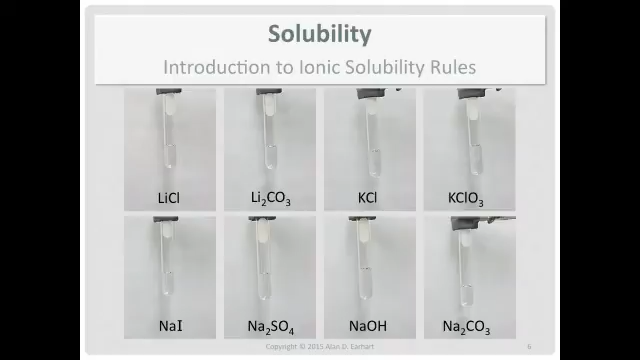 Solubility
Introduction to Ionic Solubility Rules
LiCl Li₂CO₃ KCl KClO₃
NaI Na₂SO₄ NaOH Na₂CO₃
Copyright © 2015 Alan D. Earhart 6